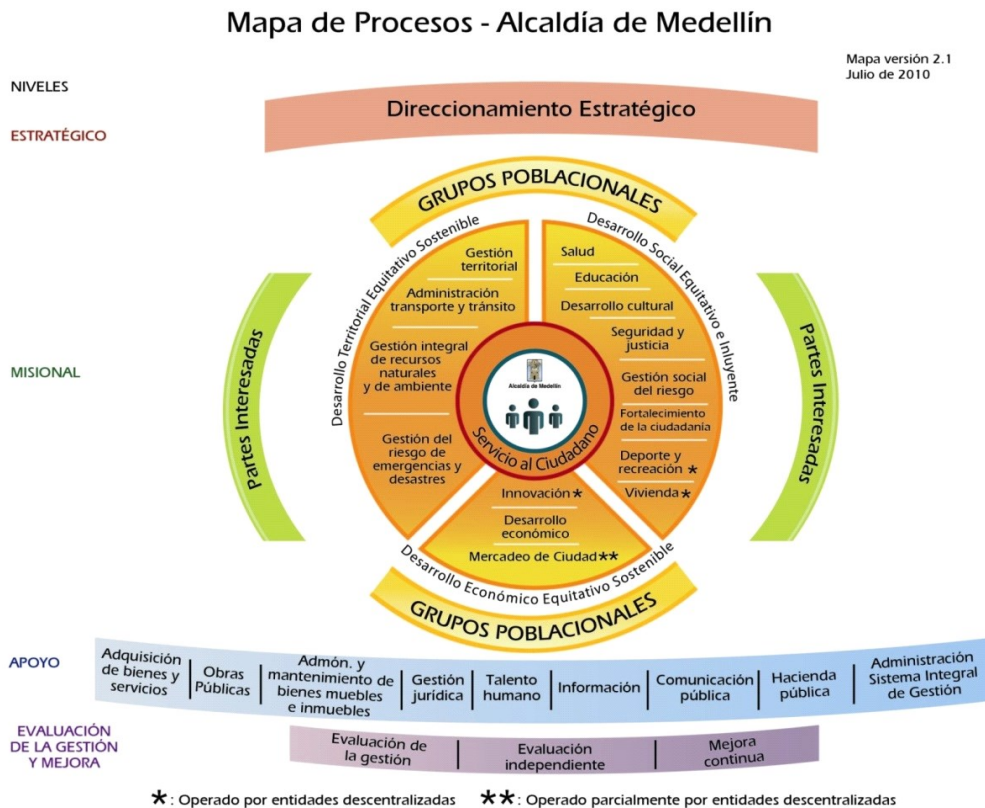 Mapa de Procesos - Alcaldía de Medellín
Mapa versión 2.1
Julio de 2010
NIVELES
ESTRATÉGICO
Direccionamiento Estratégico
GRUPOS POBLACIONALES
MISIONAL
Partes Interesadas
Desarrollo Territorial Equitativo Sostenible
Gestión
territorial
Administración
transporte y tránsito
Gestión integral
de recursos
naturales
y de ambiente
Gestión del
riesgo de
emergencias y
desastres
Desarrollo Social Equitativo e Inluyente
Salud
Educación
Desarrollo cultural
Seguridad y
justicia
Gestión social
del riesgo
Fortalecimiento
de la ciudadanía
Deporte y
recreación *
Vivienda *
Alcaldía de Medellín
Servicio al Ciudadano
Innovación *
Desarrollo
económico
Mercadeo de Ciudad **
Desarrollo Económico Equitativo Sostenible
Partes Interesadas
GRUPOS POBLACIONALES
APOYO
Adquisición
de bienes y
servicios
Obras
Públicas
Admón. y
mantenimiento de
bienes muebles
e inmuebles
Gestión
jurídica
Talento
humano
Información
Comunicación
pública
Hacienda
pública
Administración
Sistema Integral
de Gestión
EVALUACIÓN
DE LA GESTIÓN
Y MEJORA
Evaluación de
la gestión
Evaluación
independiente
Mejora
continua
* : Operado por entidades descentralizadas
** : Operado parcialmente por entidades descentralizadas